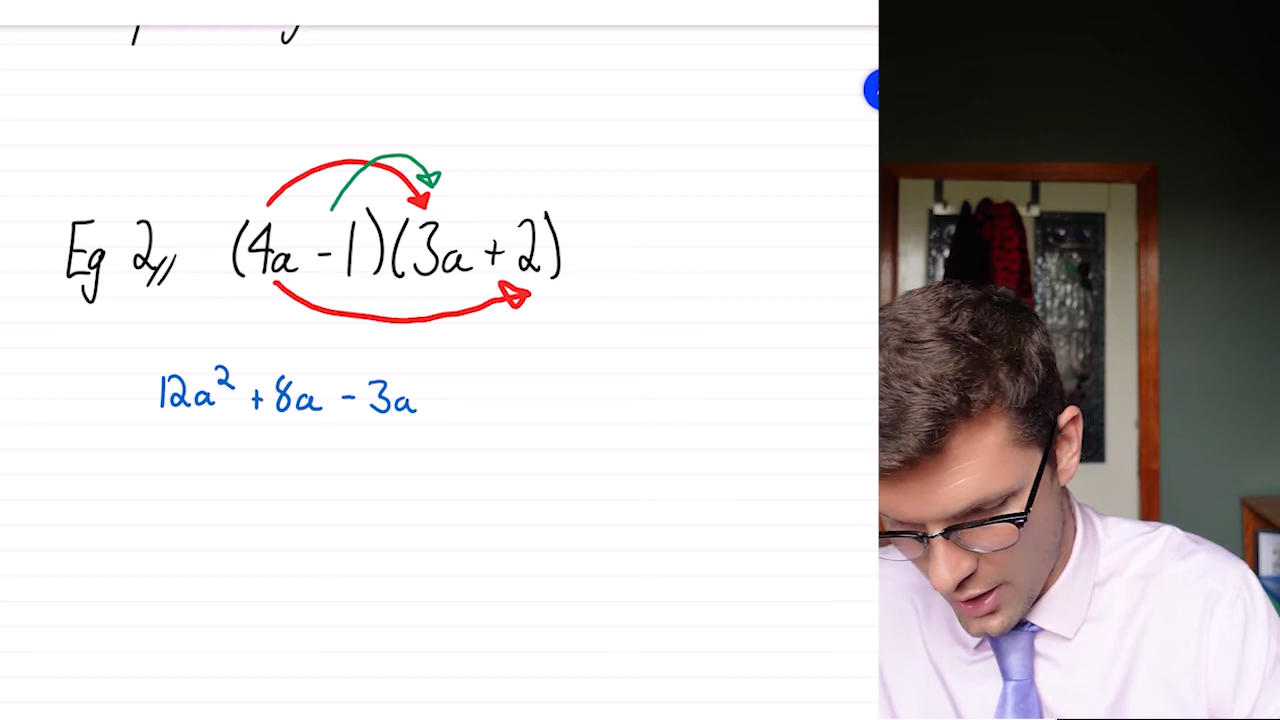 Eg 2,, (4a - 1)(3a + 2)
12a² + 8a - 3a